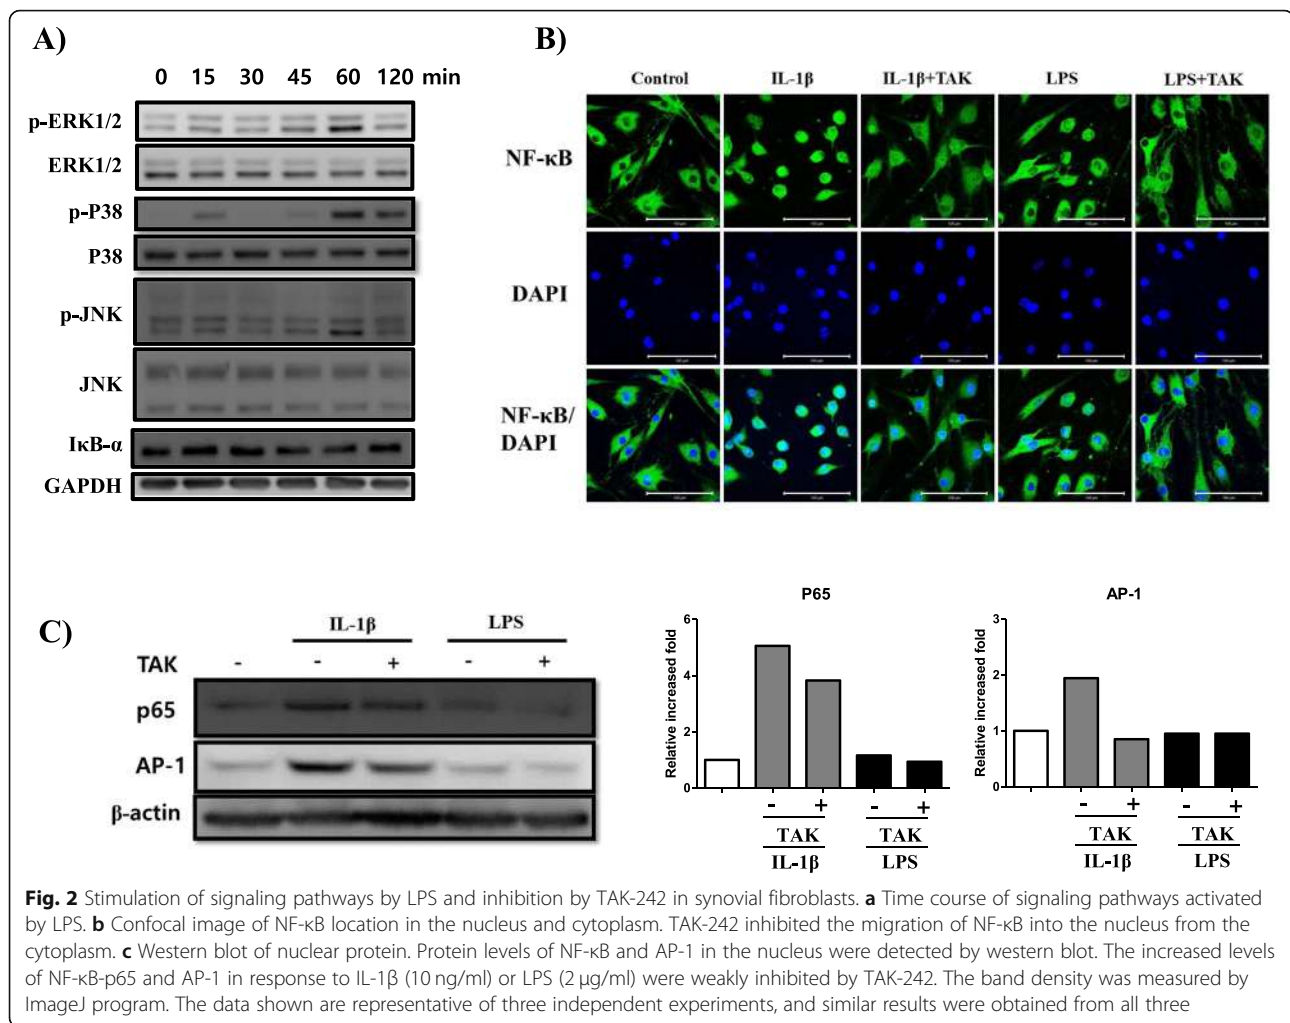 A)
0 15 30 45 60 120 min
p-ERK1/2
ERK1/2
p-P38
P38
p-JNK
JNK
IκB-α
GAPDH
B)
Control IL-1β IL-1β+TAK LPS LPS+TAK
NF-κB
DAPI
NF-κB/
DAPI
C)
IL-1β LPS
TAK - - + - +
p65
AP-1
β-actin
P65
Relative increased fold
6
4
2
0
- + - +
TAK TAK
IL-1β LPS
AP-1
Relative increased fold
3
2
1
0
- + - +
TAK TAK
IL-1β LPS
Fig. 2 Stimulation of signaling pathways by LPS and inhibition by TAK-242 in synovial fibroblasts. a Time course of signaling pathways activated
by LPS. b Confocal image of NF-κB location in the nucleus and cytoplasm. TAK-242 inhibited the migration of NF-κB into the nucleus from the
cytoplasm. c Western blot of nuclear protein. Protein levels of NF-κB and AP-1 in the nucleus were detected by western blot. The increased levels
of NF-κB-p65 and AP-1 in response to IL-1β (10 ng/ml) or LPS (2 μg/ml) were weakly inhibited by TAK-242. The band density was measured by
ImageJ program. The data shown are representative of three independent experiments, and similar results were obtained from all three